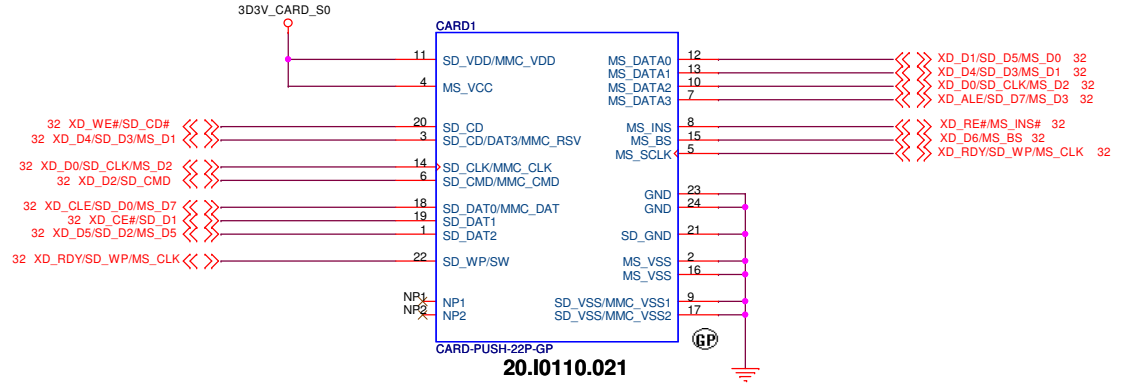 3D3V_CARD_S0
CARD1
11 SD_VDD/MMC_VDD MS_DATA0 12 XD_D1/SD_D5/MS_D0 32
MS_DATA1 13 XD_D4/SD_D3/MS_D1 32
4 MS_VCC MS_DATA2 10 XD_D0/SD_CLK/MS_D2 32
MS_DATA3 7 XD_ALE/SD_D7/MS_D3 32
32 XD_WE#/SD_CD# 20 SD_CD MS_INS 8 XD_RE#/MS_INS# 32
32 XD_D4/SD_D3/MS_D1 3 SD_CD/DAT3/MMC_RSV MS_BS 15 XD_D6/MS_BS 32
MS_SCLK 5 XD_RDY/SD_WP/MS_CLK 32
32 XD_D0/SD_CLK/MS_D2 14 SD_CLK/MMC_CLK
32 XD_D2/SD_CMD 6 SD_CMD/MMC_CMD
GND 23
32 XD_CLE/SD_D0/MS_D7 18 SD_DAT0/MMC_DAT GND 24
32 XD_CE#/SD_D1 19 SD_DAT1
32 XD_D5/SD_D2/MS_D5 1 SD_DAT2 SD_GND 21
32 XD_RDY/SD_WP/MS_CLK 22 SD_WP/SW MS_VSS 2
MS_VSS 16
NP1 NP1 SD_VSS/MMC_VSS1 9
NP2 NP2 SD_VSS/MMC_VSS2 17
GP
CARD-PUSH-22P-GP
20.I0110.021